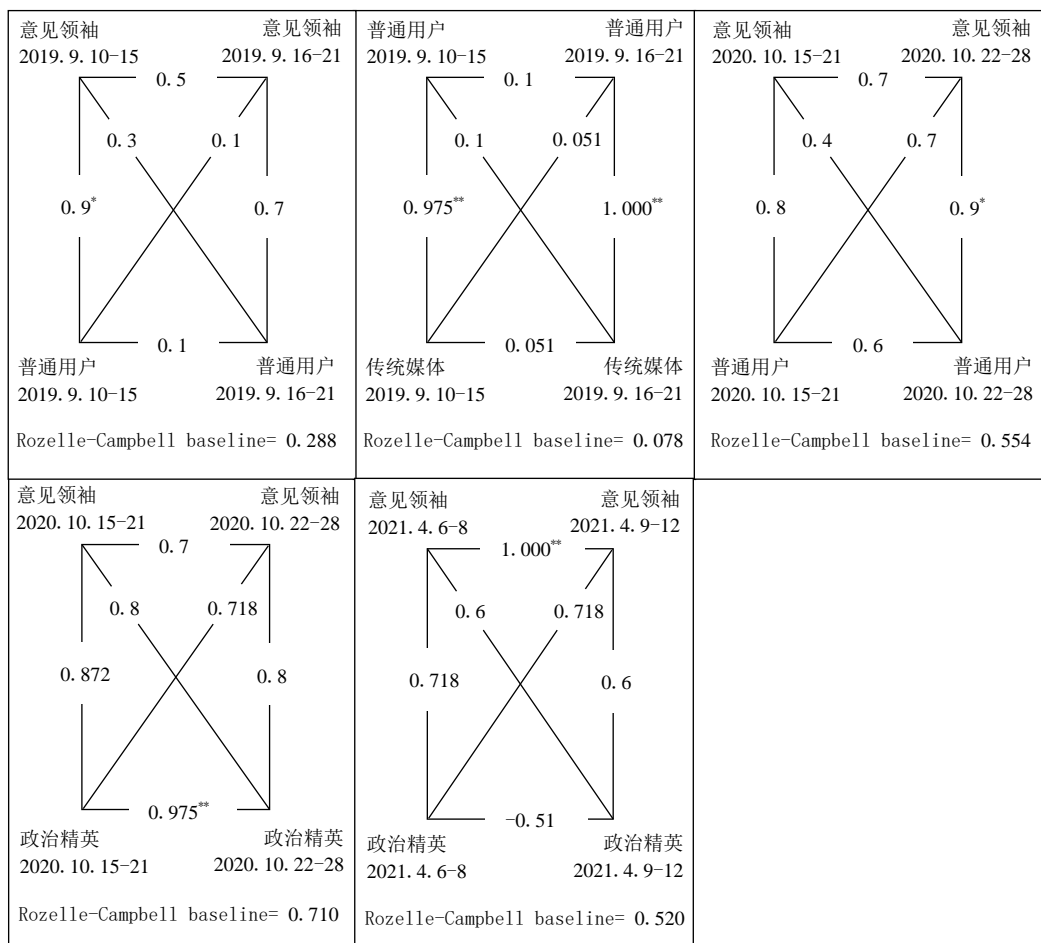 意见领袖 意见领袖
2019.9.10-15 2019.9.16-21
0.5
0.3 0.1
0.9* 0.7
0.1
普通用户 普通用户
2019.9.10-15 2019.9.16-21
Rozelle-Campbell baseline= 0.288
普通用户 普通用户
2019.9.10-15 2019.9.16-21
0.1
0.1 0.051
0.975** 1.000**
0.051
传统媒体 传统媒体
2019.9.10-15 2019.9.16-21
Rozelle-Campbell baseline= 0.078
意见领袖 意见领袖
2020.10.15-21 2020.10.22-28
0.7
0.4 0.7
0.8 0.9*
0.6
普通用户 普通用户
2020.10.15-21 2020.10.22-28
Rozelle-Campbell baseline= 0.554
意见领袖 意见领袖
2020.10.15-21 2020.10.22-28
0.7
0.8 0.718
0.872 0.8
0.975**
政治精英 政治精英
2020.10.15-21 2020.10.22-28
Rozelle-Campbell baseline= 0.710
意见领袖 意见领袖
2021.4.6-8 2021.4.9-12
1.000**
0.6 0.718
0.718 0.6
-0.51
政治精英 政治精英
2021.4.6-8 2021.4.9-12
Rozelle-Campbell baseline= 0.520